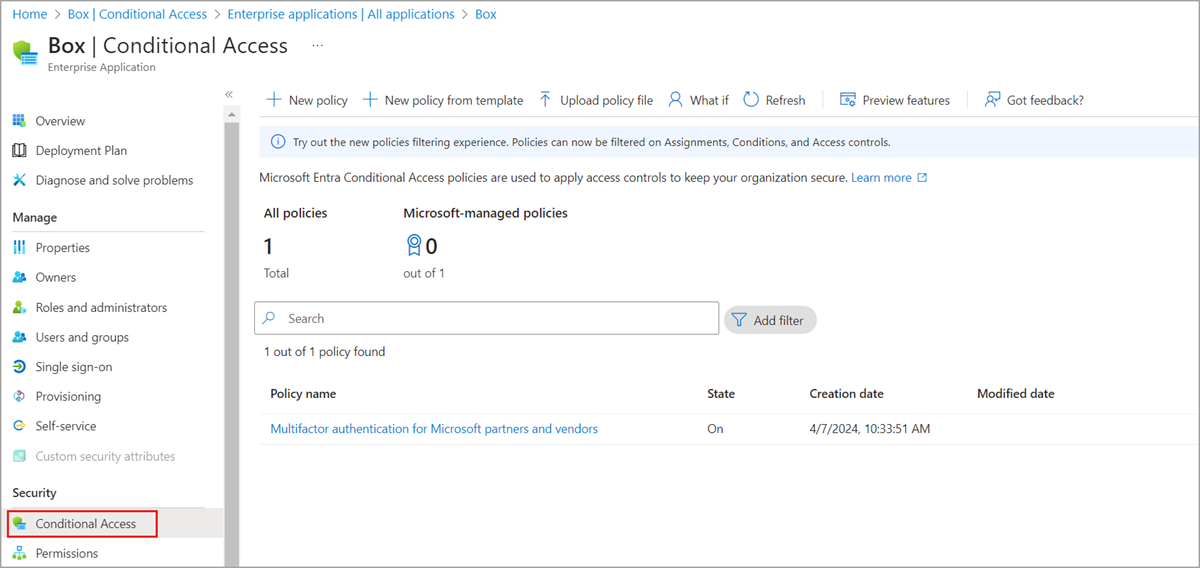 Home > Box | Conditional Access > Enterprise applications | All applications > Box
Box | Conditional Access ...
Enterprise Application
Overview
Deployment Plan
Diagnose and solve problems
Manage
Properties
Owners
Roles and administrators
Users and groups
Single sign-on
Provisioning
Self-service
Custom security attributes
Security
Conditional Access
Permissions
New policy New policy from template Upload policy file What if Refresh Preview features Got feedback?
Try out the new policies filtering experience. Policies can now be filtered on Assignments, Conditions, and Access controls.
Microsoft Entra Conditional Access policies are used to apply access controls to keep your organization secure. Learn more
All policies Microsoft-managed policies
1 0
Total out of 1
Search Add filter
1 out of 1 policy found
Policy name State Creation date Modified date
Multifactor authentication for Microsoft partners and vendors On 4/7/2024, 10:33:51 AM